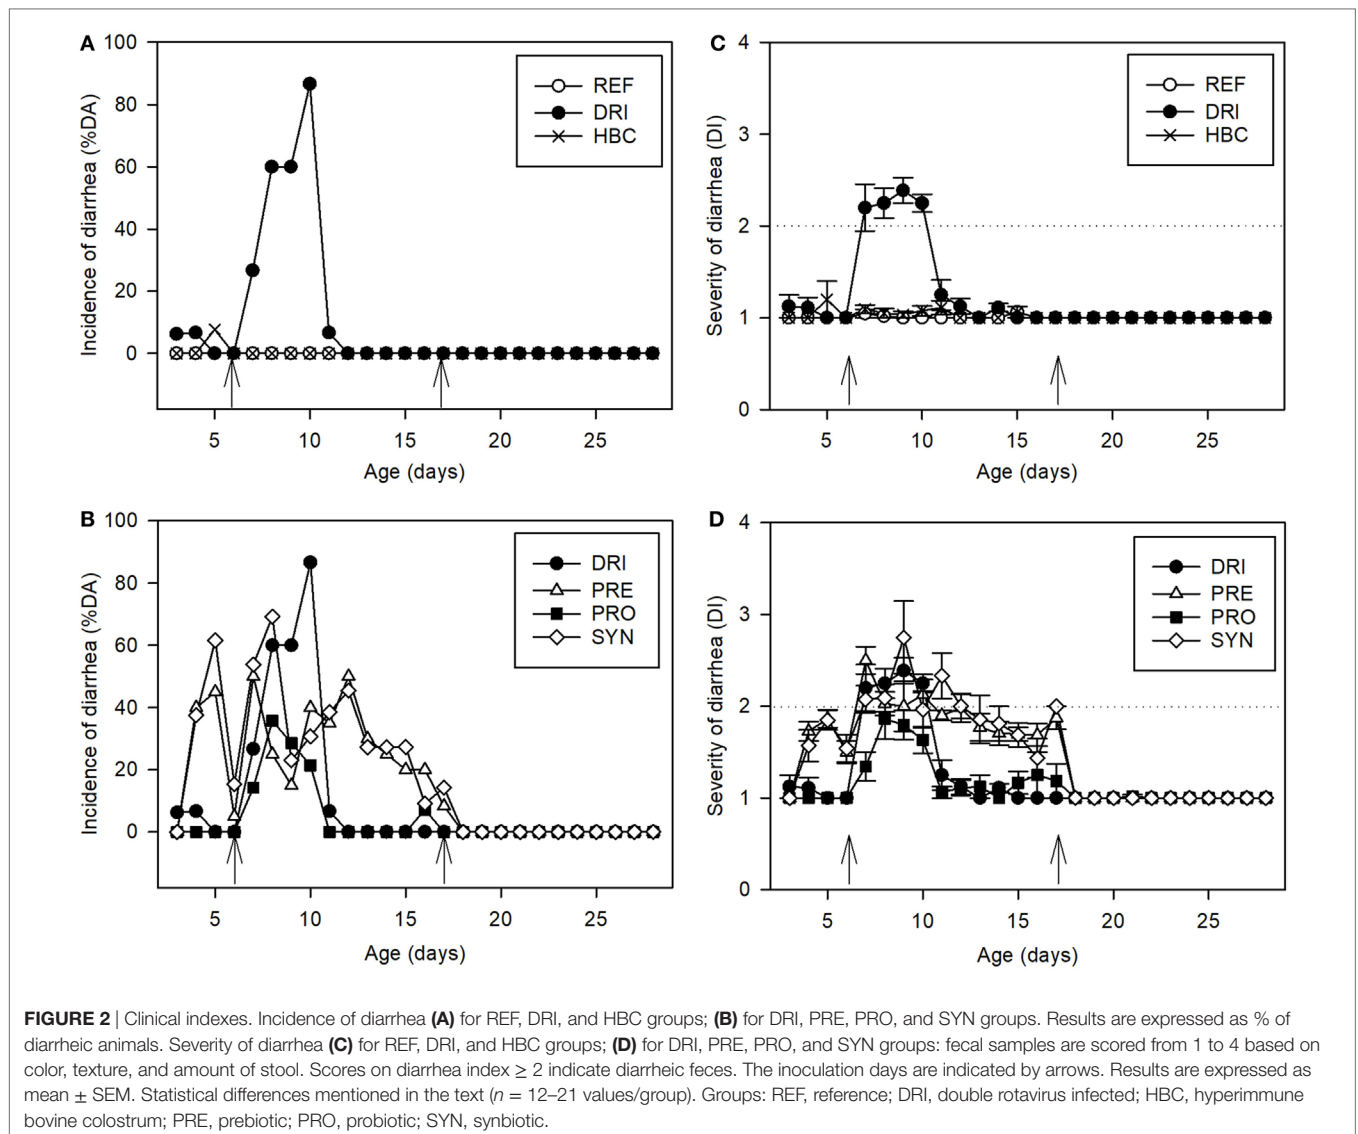 A
100
80
60
40
20
0
Incidence of diarrhea (%DA)
REF
DRI
HBC
5
10
15
20
25
Age (days)
C
4
3
2
1
0
Severity of diarrhea (DI)
REF
DRI
HBC
5
10
15
20
25
Age (days)
B
100
80
60
40
20
0
Incidence of diarrhea (%DA)
DRI
PRE
PRO
SYN
5
10
15
20
25
Age (days)
D
4
3
2
1
0
Severity of diarrhea (DI)
DRI
PRE
PRO
SYN
5
10
15
20
25
Age (days)
FIGURE 2 | Clinical indexes. Incidence of diarrhea (A) for REF, DRI, and HBC groups; (B) for DRI, PRE, PRO, and SYN groups. Results are expressed as % of
diarrheic animals. Severity of diarrhea (C) for REF, DRI, and HBC groups; (D) for DRI, PRE, PRO, and SYN groups: fecal samples are scored from 1 to 4 based on
color, texture, and amount of stool. Scores on diarrhea index ≥ 2 indicate diarrheic feces. The inoculation days are indicated by arrows. Results are expressed as
mean ± SEM. Statistical differences mentioned in the text (n = 12–21 values/group). Groups: REF, reference; DRI, double rotavirus infected; HBC, hyperimmune
bovine colostrum; PRE, prebiotic; PRO, probiotic; SYN, synbiotic.